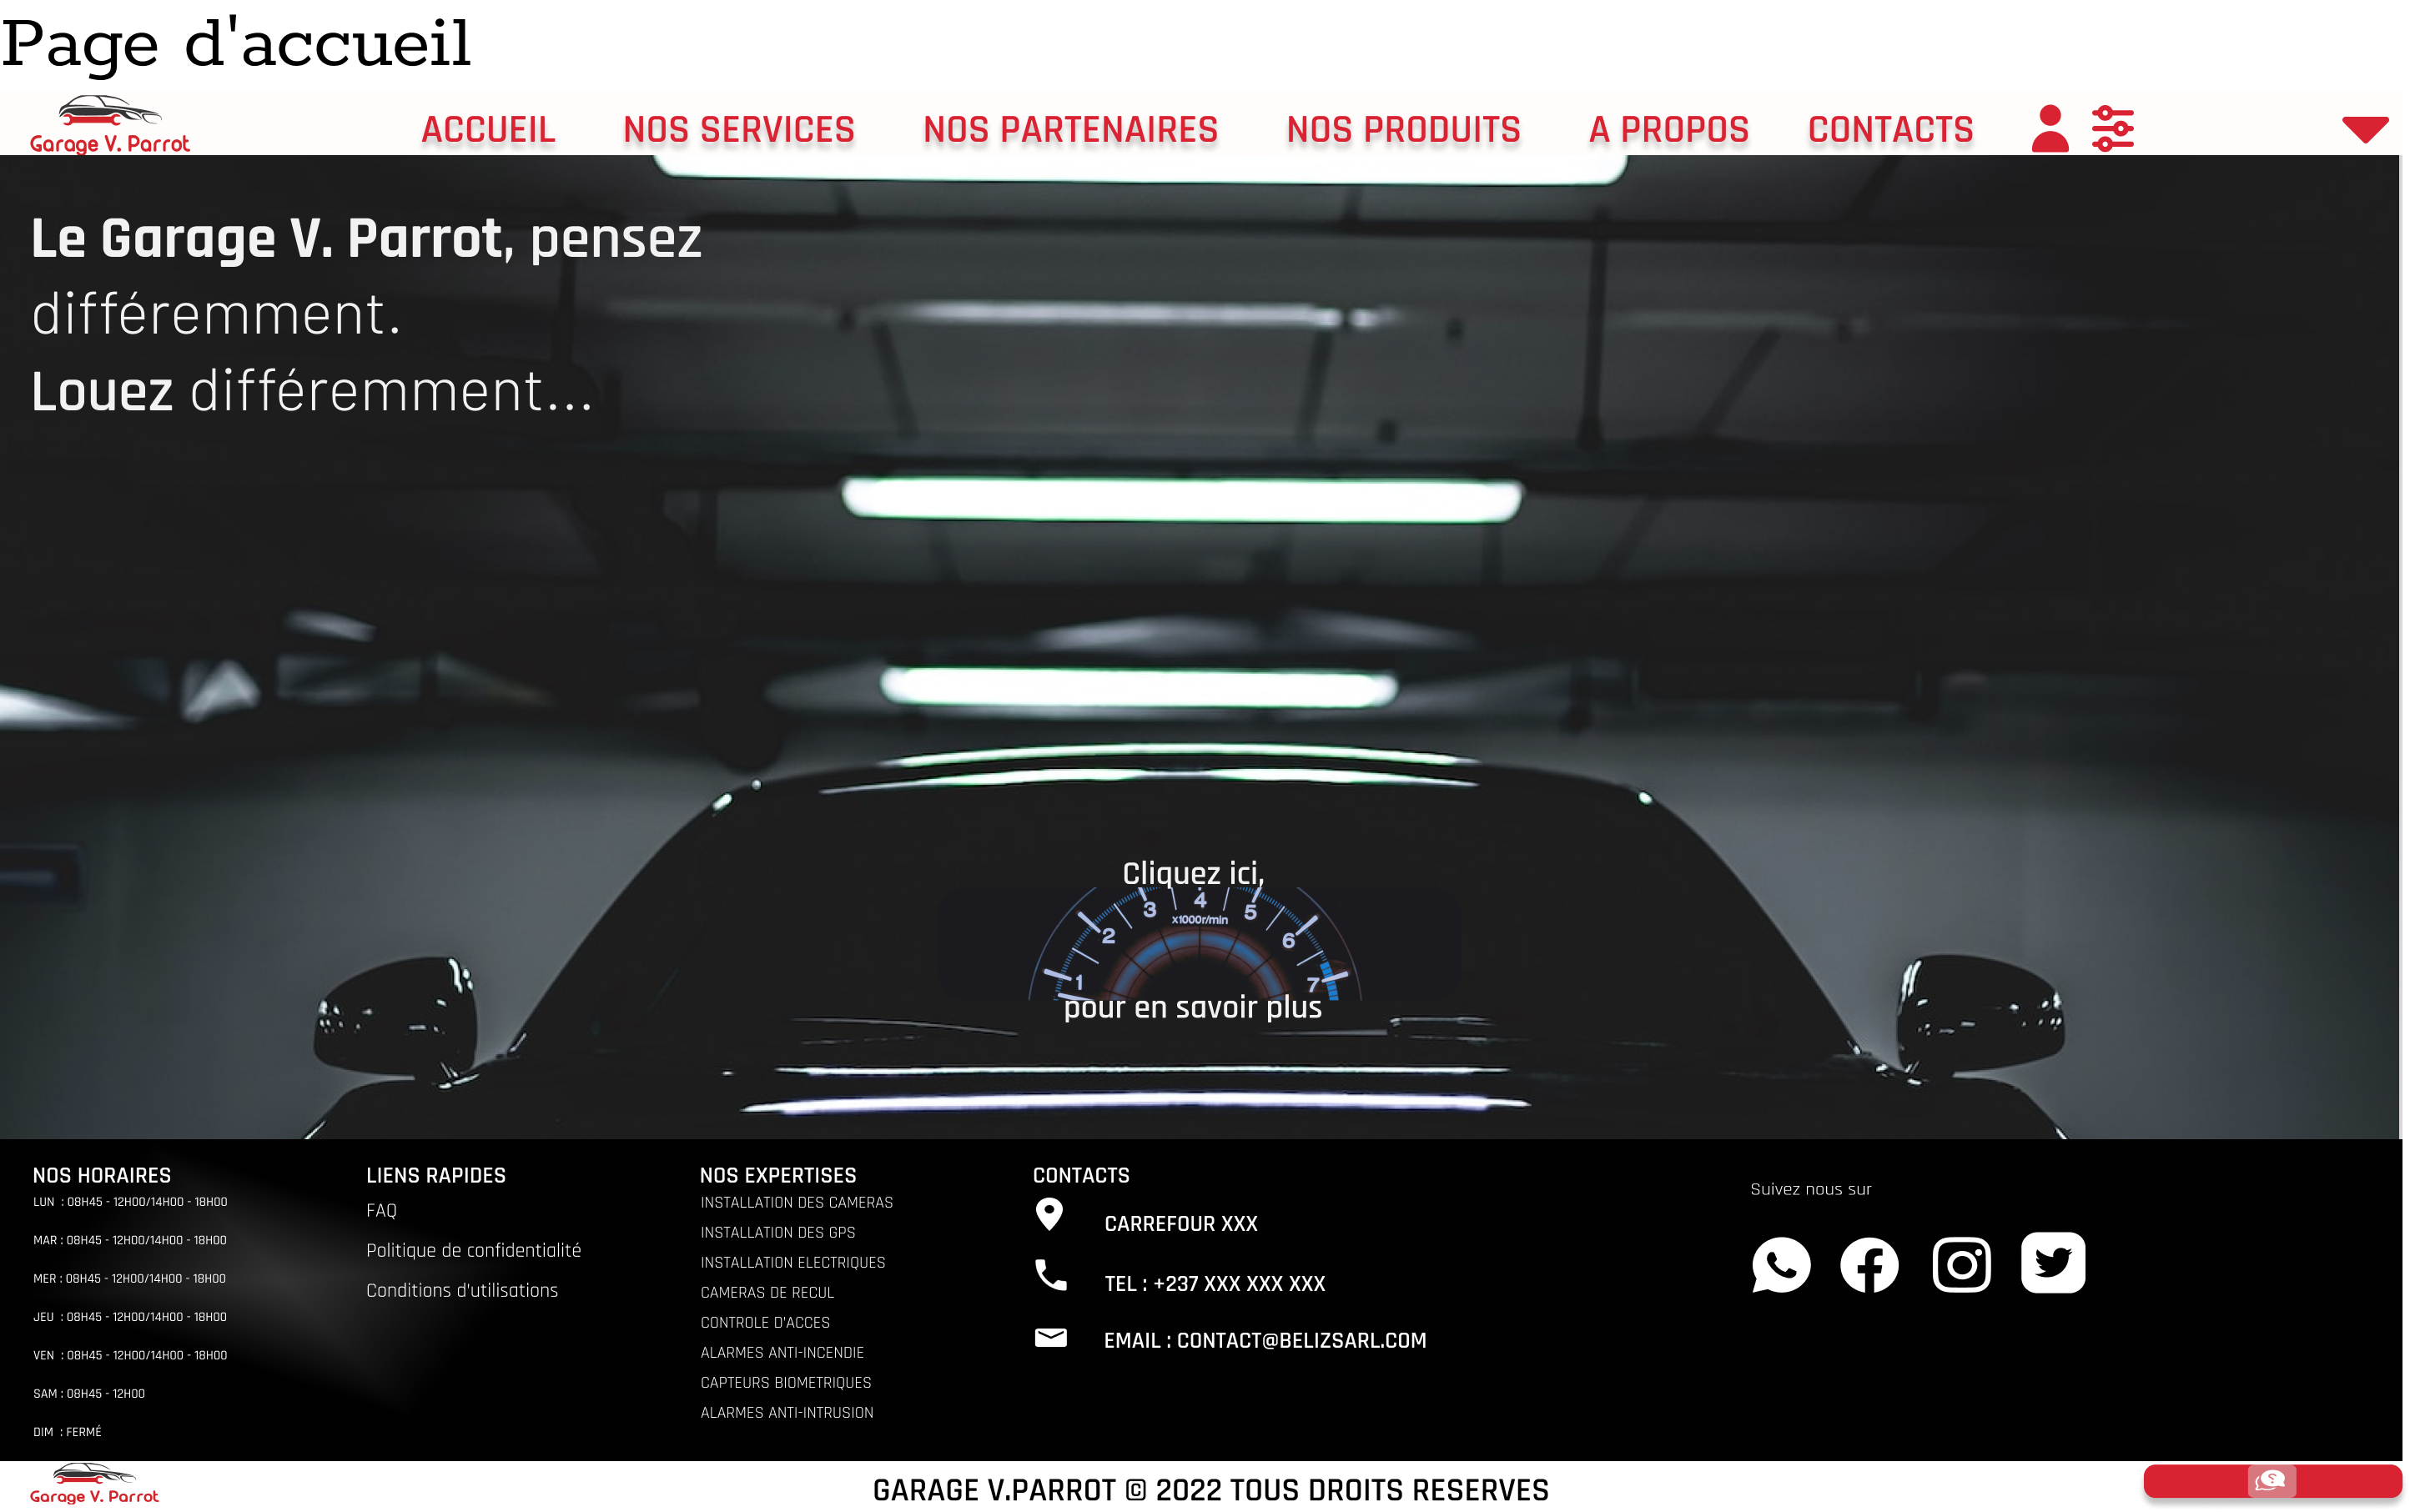 Page d'accueil
Garage V. Parrot
ACCUEIL
NOS SERVICES
NOS PARTENAIRES
NOS PRODUITS
A PROPOS
CONTACTS
Le Garage V. Parrot, pensez
différemment.
Louez différemment...
Cliquez ici,
1
2
3
4
5
6
7
x1000r/min
pour en savoir plus
NOS HORAIRES
LUN : 08H45 - 12H00/14H00 - 18H00
MAR : 08H45 - 12H00/14H00 - 18H00
MER : 08H45 - 12H00/14H00 - 18H00
JEU : 08H45 - 12H00/14H00 - 18H00
VEN : 08H45 - 12H00/14H00 - 18H00
SAM : 08H45 - 12H00
DIM : FERMÉ
LIENS RAPIDES
FAQ
Politique de confidentialité
Conditions d'utilisations
NOS EXPERTISES
INSTALLATION DES CAMERAS
INSTALLATION DES GPS
INSTALLATION ELECTRIQUES
CAMERAS DE RECUL
CONTROLE D'ACCES
ALARMES ANTI-INCENDIE
CAPTEURS BIOMETRIQUES
ALARMES ANTI-INTRUSION
CONTACTS
CARREFOUR XXX
TEL : +237 XXX XXX XXX
EMAIL : CONTACT@BELIZSARL.COM
Suivez nous sur
Garage V. Parrot
GARAGE V.PARROT © 2022 TOUS DROITS RESERVES